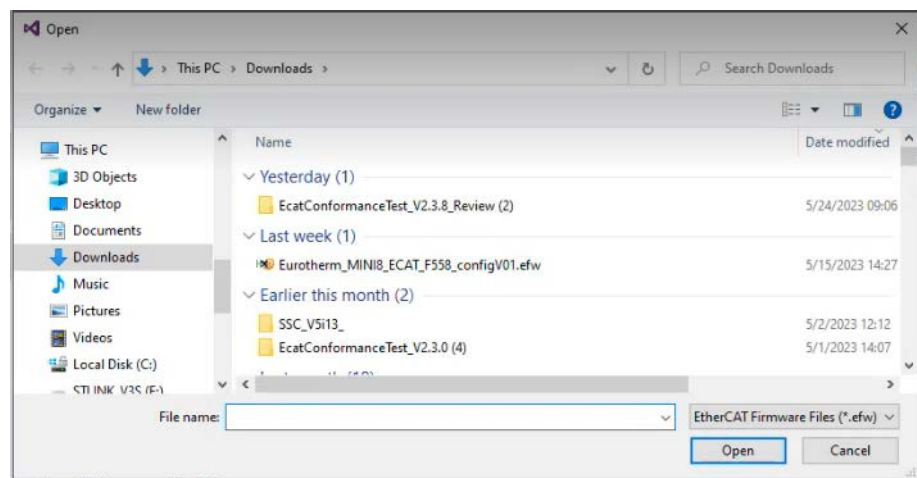 Open
This PC > Downloads >
Search Downloads
Organize
New folder
This PC
3D Objects
Desktop
Documents
Downloads
Music
Pictures
Videos
Local Disk (C:)
STLINK_V3S (E:)
Name Date modified
Yesterday (1)
EcatConformanceTest_V2.3.8_Review (2) 5/24/2023 09:06
Last week (1)
Eurotherm_MINI8_ECAT_F558_configV01.efw 5/15/2023 14:27
Earlier this month (2)
SSC_V5i13_ 5/2/2023 12:12
EcatConformanceTest_V2.3.0 (4) 5/1/2023 14:07
File name:
EtherCAT Firmware Files (*.efw)
Open
Cancel